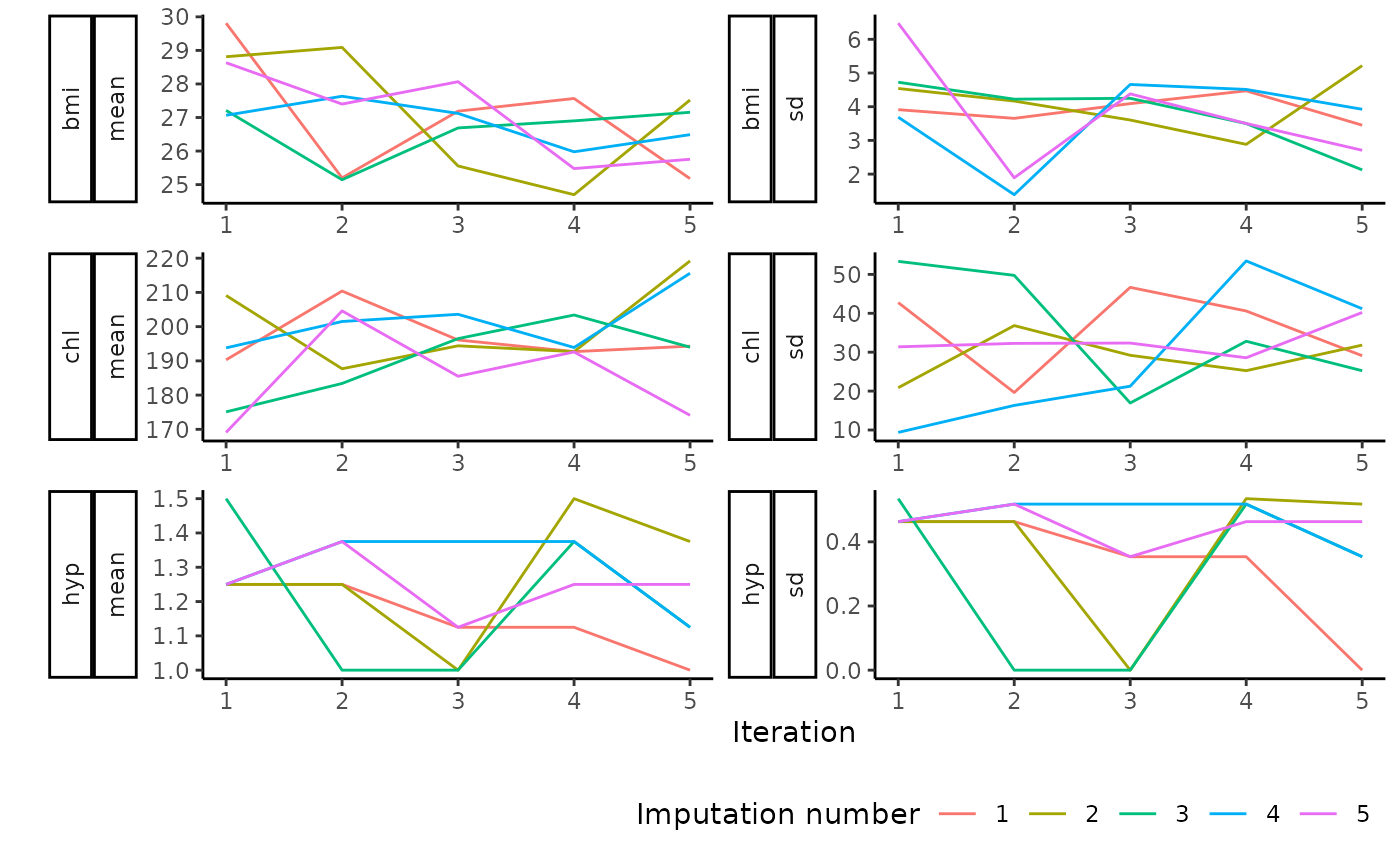 bmi mean 30 29 28 27 26 25 1 2 3 4 5
bmi sd 6 5 4 3 2 1 2 3 4 5
chl mean 220 210 200 190 180 170 1 2 3 4 5
chl sd 50 40 30 20 10 1 2 3 4 5
hyp mean 1.5 1.4 1.3 1.2 1.1 1.0 1 2 3 4 5
hyp sd 0.4 0.2 0.0 1 2 3 4 5
Iteration
Imputation number 1 2 3 4 5